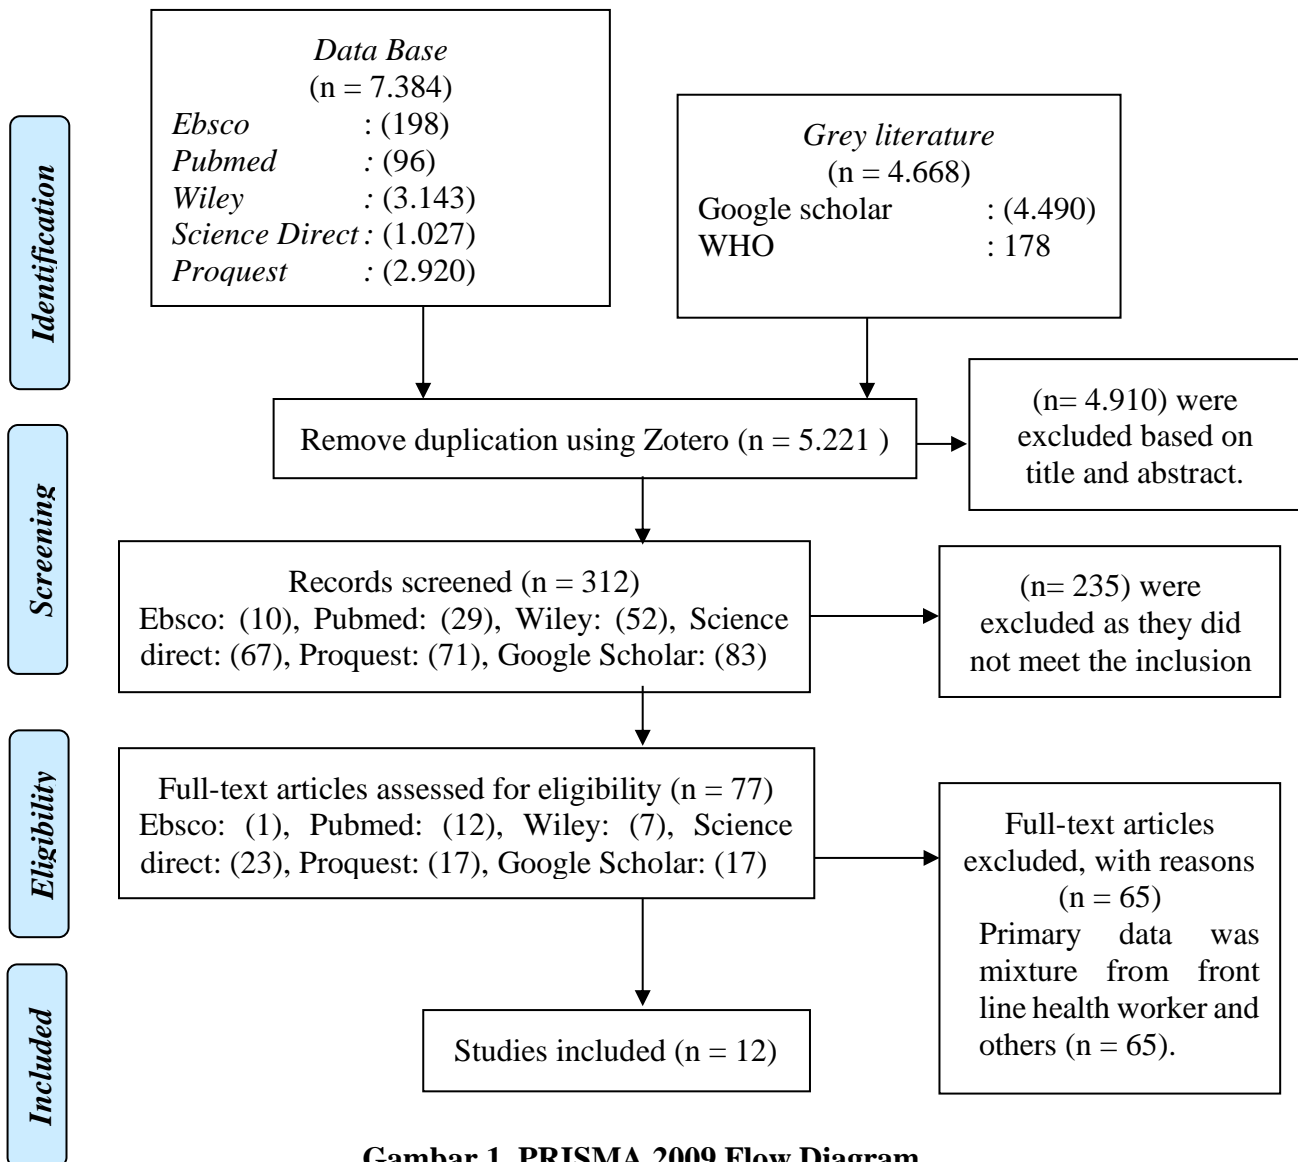 Data Base
(n = 7.384)
Ebsco : (198)
Pubmed : (96)
Wiley : (3.143)
Science Direct : (1.027)
Proquest : (2.920)
Grey literature
(n = 4.668)
Google scholar : (4.490)
WHO : 178
Identification
Remove duplication using Zotero (n = 5.221 )
(n= 4.910) were
excluded based on
title and abstract.
Screening
Records screened (n = 312)
Ebsco: (10), Pubmed: (29), Wiley: (52), Science
direct: (67), Proquest: (71), Google Scholar: (83)
(n= 235) were
excluded as they did
not meet the inclusion
Eligibility
Full-text articles assessed for eligibility (n = 77)
Ebsco: (1), Pubmed: (12), Wiley: (7), Science
direct: (23), Proquest: (17), Google Scholar: (17)
Full-text articles
excluded, with reasons
(n = 65)
Primary data was
mixture from front
line health worker and
others (n = 65).
Included
Studies included (n = 12)
Gambar 1. PRISMA 2009 Flow Diagram